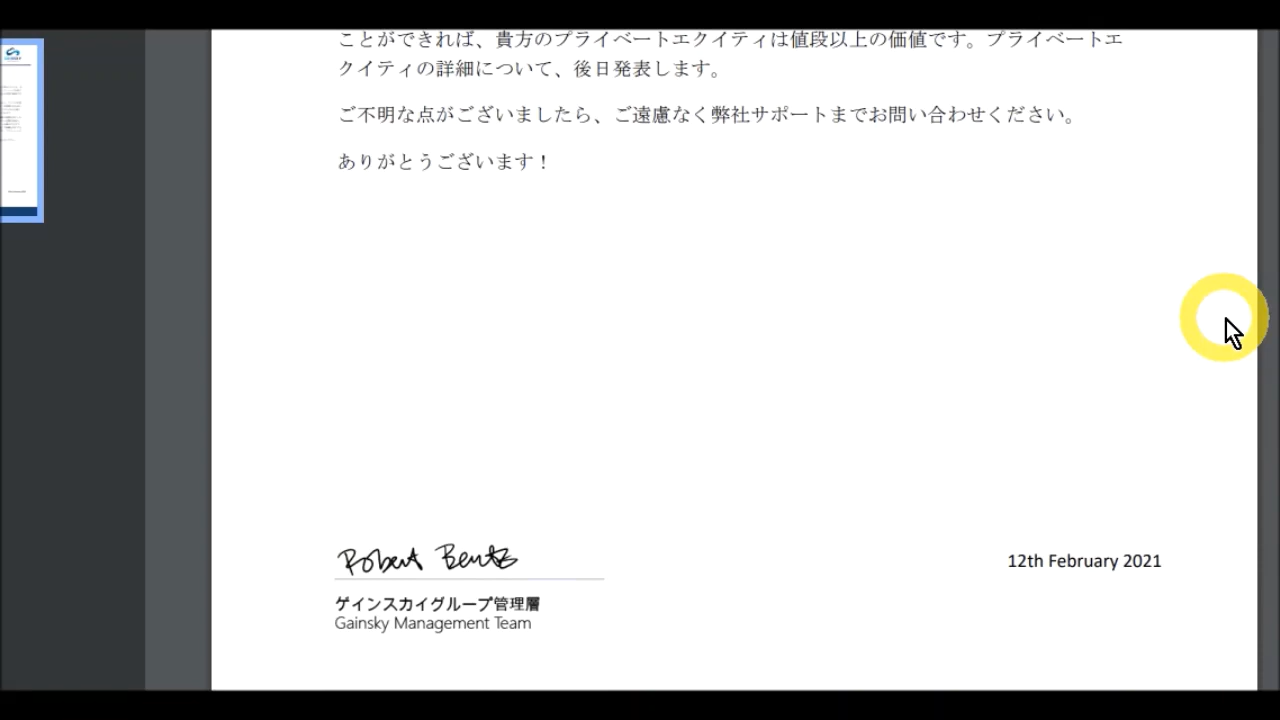 ことができれば、貴方のプライベートエクイティは値段以上の価値です。プライベートエ
クイティの詳細について、後日発表します。
ご不明な点がございましたら、ご遠慮なく弊社サポートまでお問い合わせください。
ありがとうございます！
Robert Bentz
12th February 2021
ゲインスカイグループ管理層
Gainsky Management Team